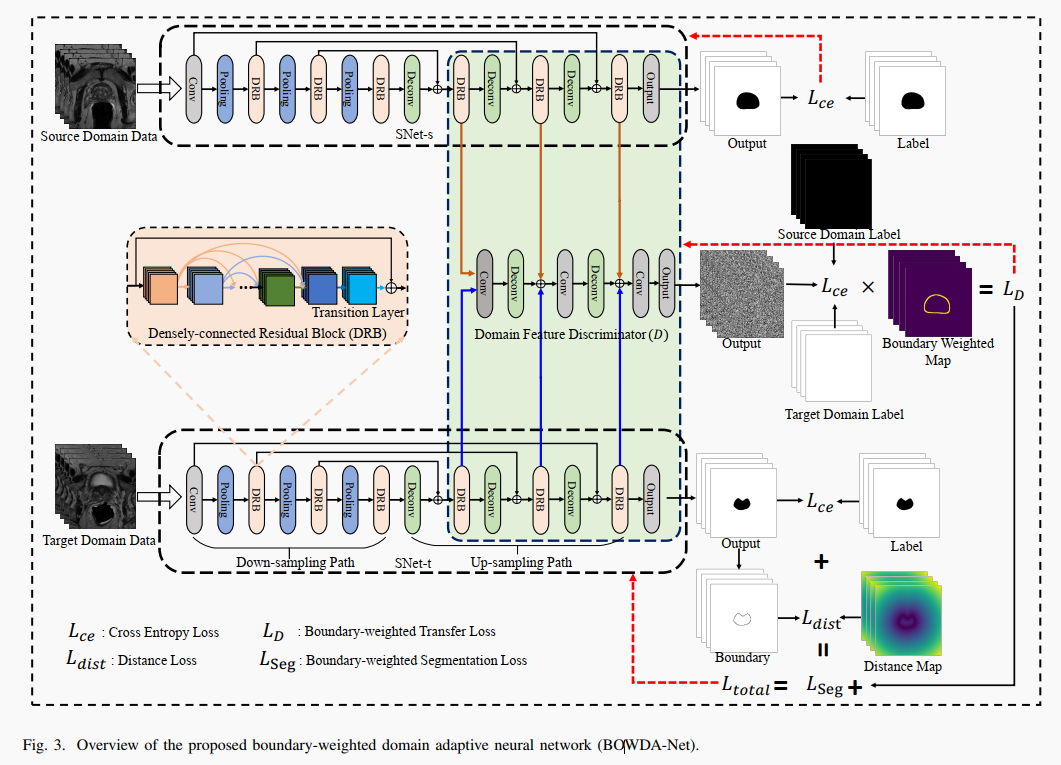 Conv
Pooling
DRB
Pooling
DRB
Pooling
DRB
Deconv
DRB
Deconv
DRB
Deconv
DRB
Output
SNet-s
Source Domain Data
Output
L_ce
Label
Source Domain Label
Transition Layer
Densely-connected Residual Block (DRB)
Conv
Deconv
Conv
Deconv
Conv
Output
Domain Feature Discriminator (D)
Output
L_ce × = L_D
Boundary Weighted
Map
Target Domain Label
Conv
Pooling
DRB
Pooling
DRB
Pooling
DRB
Deconv
DRB
Deconv
DRB
Deconv
DRB
Output
Target Domain Data
Down-sampling Path
SNet-t
Up-sampling Path
Output
L_ce
Label
+
Boundary
L_dist
Distance Map
=
L_total = L_Seg +
L_ce : Cross Entropy Loss
L_D : Boundary-weighted Transfer Loss
L_dist : Distance Loss
L_Seg : Boundary-weighted Segmentation Loss
Fig. 3. Overview of the proposed boundary-weighted domain adaptive neural network (BOWDA-Net).